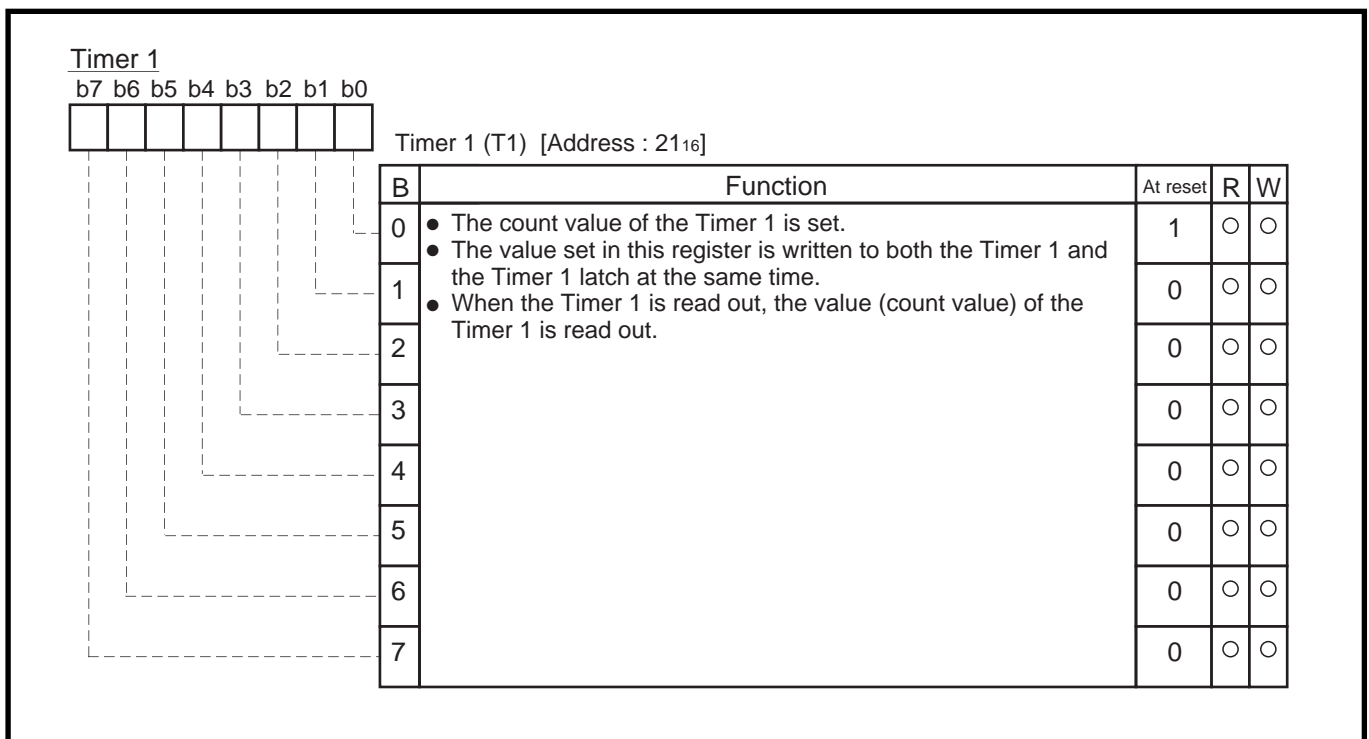 Timer 1
b7 b6 b5 b4 b3 b2 b1 b0
Timer 1 (T1) [Address : 2116]
B Function At reset R W
0 ● The count value of the Timer 1 is set. 1 ○ ○
● The value set in this register is written to both the Timer 1 and
the Timer 1 latch at the same time.
1 0 ○ ○
● When the Timer 1 is read out, the value (count value) of the
Timer 1 is read out.
2 0 ○ ○
3 0 ○ ○
4 0 ○ ○
5 0 ○ ○
6 0 ○ ○
7 0 ○ ○